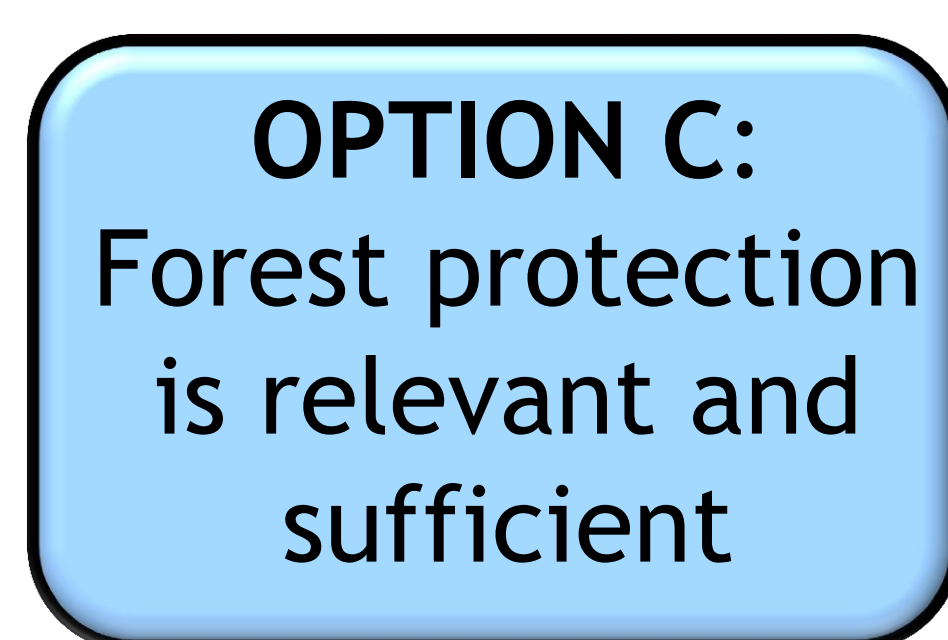 OPTION C:
Forest protection
is relevant and
sufficient